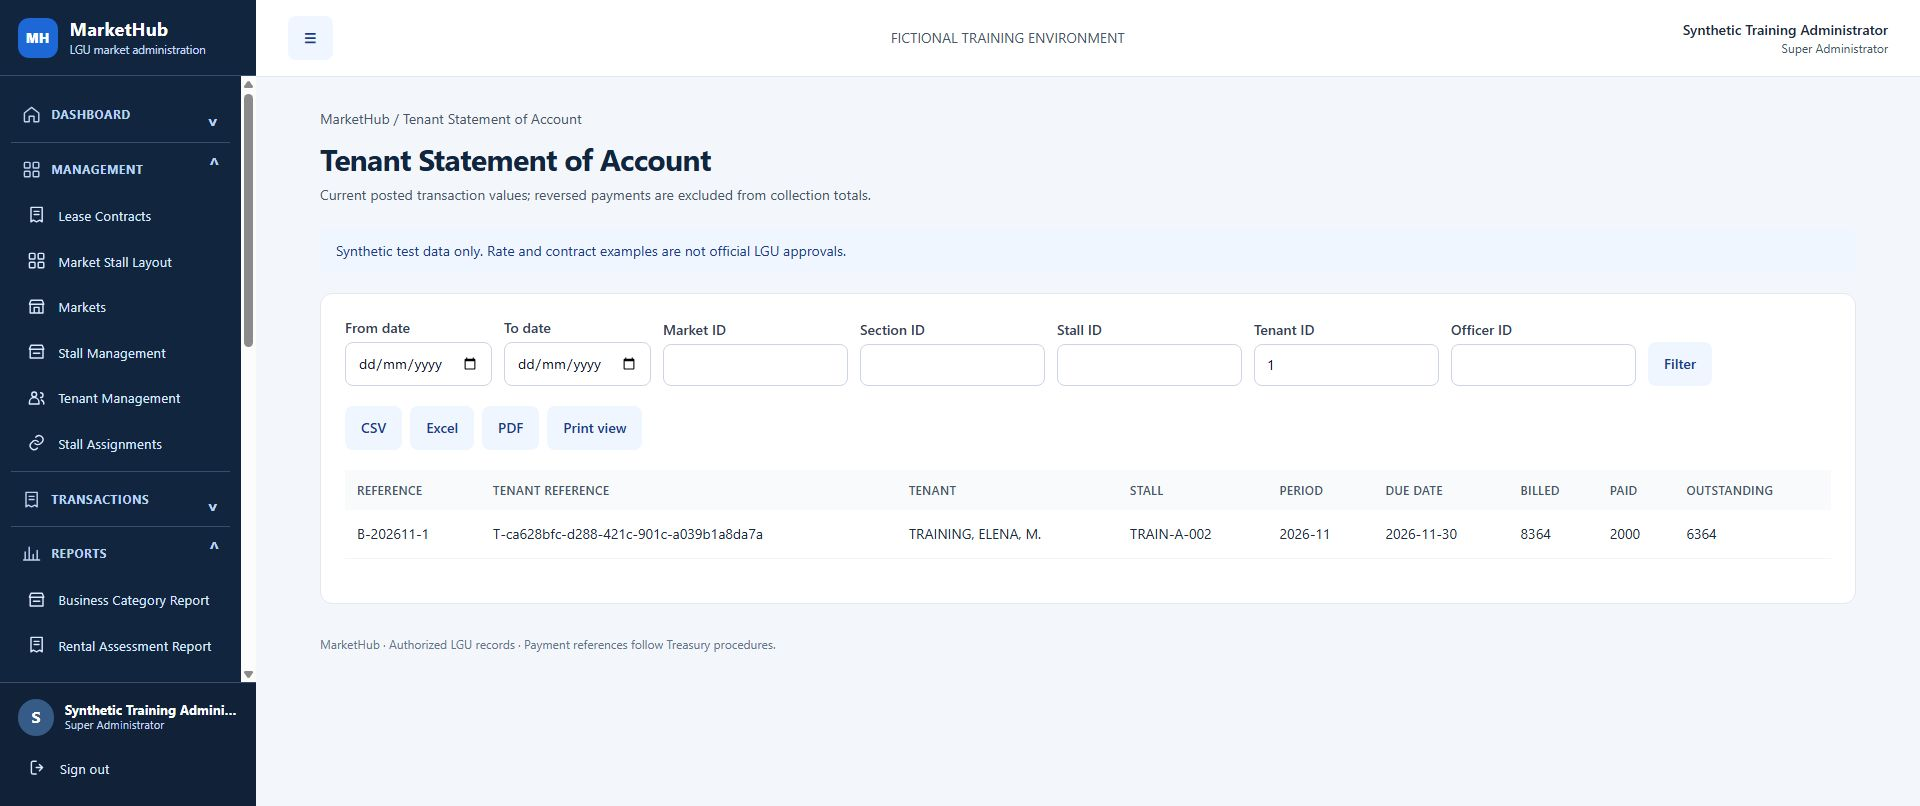 MH
MarketHub
LGU market administration
DASHBOARD
MANAGEMENT
Lease Contracts
Market Stall Layout
Markets
Stall Management
Tenant Management
Stall Assignments
TRANSACTIONS
REPORTS
Business Category Report
Rental Assessment Report
S
Synthetic Training Admini...
Super Administrator
Sign out
FICTIONAL TRAINING ENVIRONMENT
Synthetic Training Administrator
Super Administrator
MarketHub / Tenant Statement of Account
Tenant Statement of Account
Current posted transaction values; reversed payments are excluded from collection totals.
Synthetic test data only. Rate and contract examples are not official LGU approvals.
From date To date Market ID Section ID Stall ID Tenant ID Officer ID
dd/mm/yyyy dd/mm/yyyy 1 Filter
CSV Excel PDF Print view
REFERENCE TENANT REFERENCE TENANT STALL PERIOD DUE DATE BILLED PAID OUTSTANDING
B-202611-1 T-ca628bfc-d288-421c-901c-a039b1a8da7a TRAINING, ELENA, M. TRAIN-A-002 2026-11 2026-11-30 8364 2000 6364
MarketHub · Authorized LGU records · Payment references follow Treasury procedures.